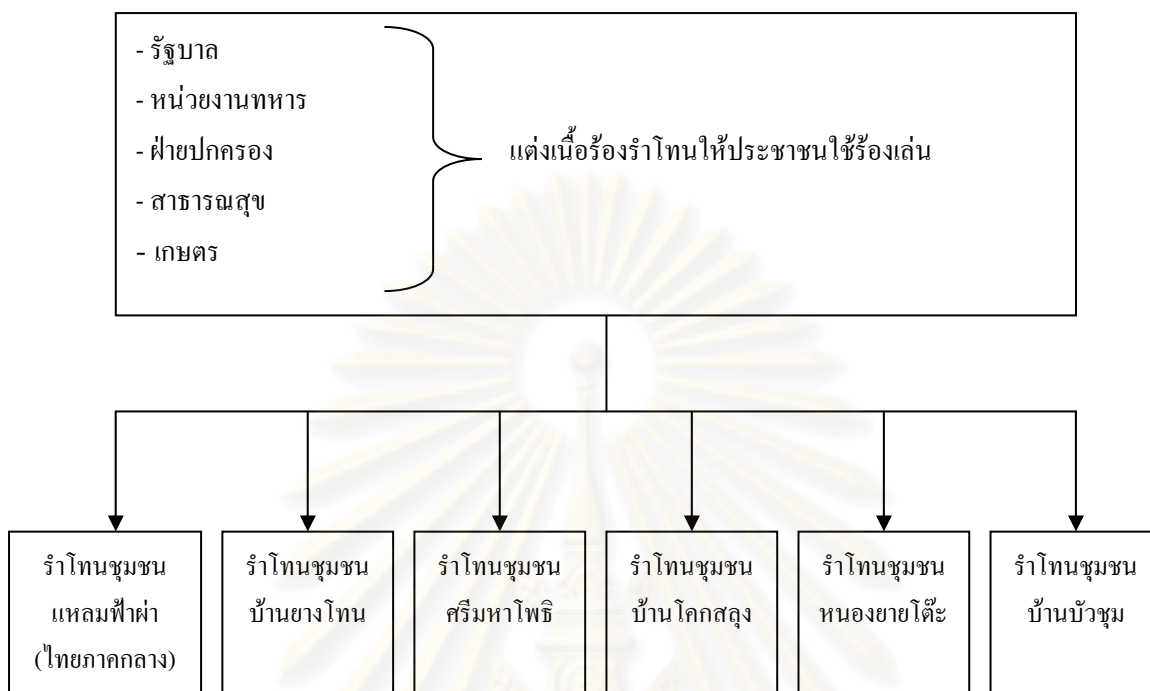 - รัฐบาล
- หน่วยงานทหาร
- ฝ่ายปกครอง
- สาธารณสุข
- เกษตร
แต่งเนื้อร้องรำโทนให้ประชาชนใช้ร้องเล่น
รำโทนชุมชน
แหลมฟ้าผ่า
(ไทยภาคกลาง)
รำโทนชุมชน
บ้านยางโทน
รำโทนชุมชน
ศรีมหาโพธิ
รำโทนชุมชน
บ้านโคกสลุง
รำโทนชุมชน
หนองยายโต๊ะ
รำโทนชุมชน
บ้านบัวชุม